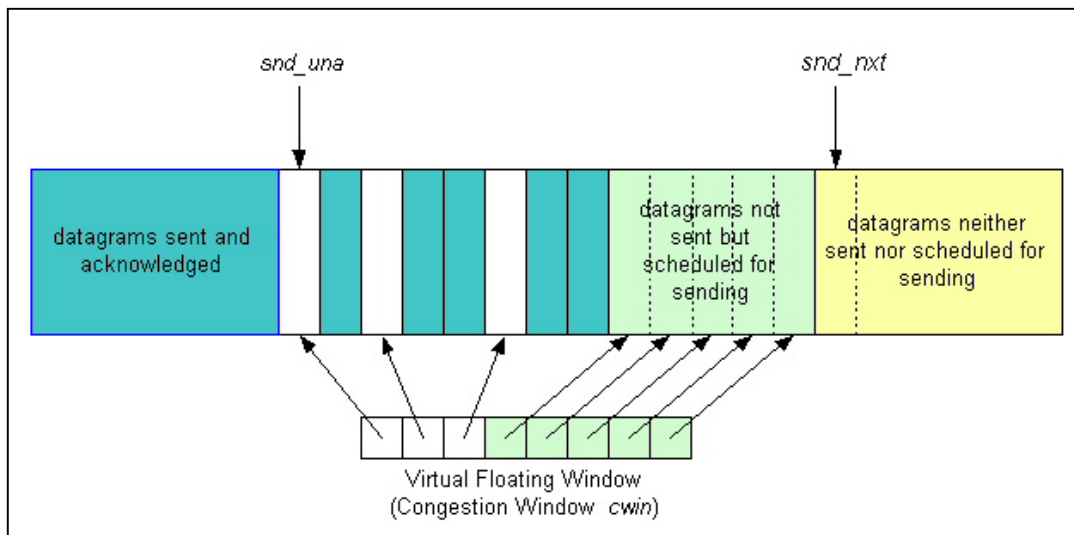 snd_una
snd_nxt
datagrams sent and
acknowledged
datagrams not
sent but
scheduled for
sending
datagrams neither
sent nor scheduled for
sending
Virtual Floating Window
(Congestion Window cwin)